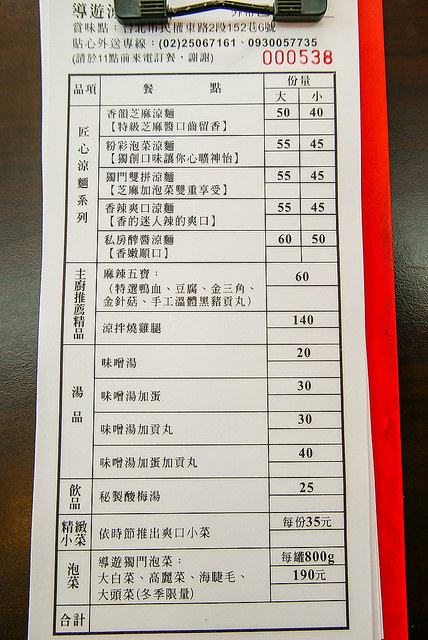 導遊
賞味點：台北市民權東路2段152巷6號
貼心外送專線：(02)25067161、0930057735
(請於11點前來電訂餐，謝謝)
000538
品項 餐 點 份量
大 小
匠心涼麵系列
香韻芝麻涼麵 50 40
【特級芝麻醬口齒留香】
粉彩泡菜涼麵 55 45
【獨創口味讓你心曠神怡】
獨門雙拼涼麵 55 45
【芝麻加泡菜雙重享受】
香辣爽口涼麵 55 45
【香的迷人辣的爽口】
私房醡醬涼麵 60 50
【香嫩順口】
主廚推薦精品
麻辣五寶： 60
(特選鴨血、豆腐、金三角、
金針菇、手工溫體黑豬貢丸)
涼拌燒雞腿 140
湯品
味噌湯 20
味噌湯加蛋 30
味噌湯加貢丸 30
味噌湯加蛋加貢丸 40
飲品
秘製酸梅湯 25
精緻小菜
依時節推出爽口小菜 每份35元
泡菜
導遊獨門泡菜： 每罐800g
大白菜、高麗菜、海睫毛、 190元
大頭菜(冬季限量)
合計